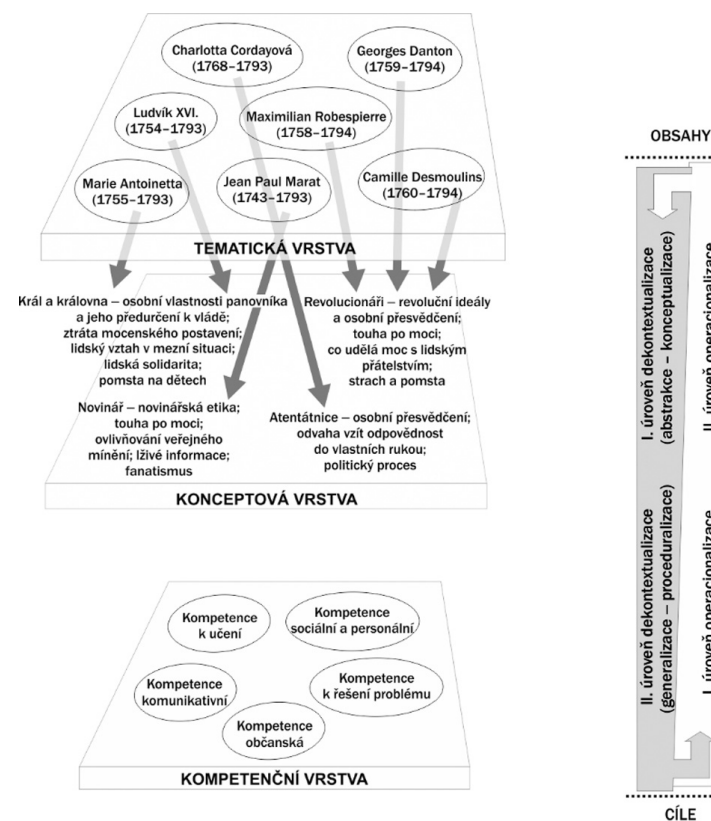 Charlotta Cordayová
(1768–1793)
Georges Danton
(1759–1794)
Ludvík XVI.
(1754–1793)
Maximilian Robespierre
(1758–1794)
Marie Antoinetta
(1755–1793)
Jean Paul Marat
(1743–1793)
Camille Desmoulins
(1760–1794)
TEMATICKÁ VRSTVA
Král a královna – osobní vlastnosti panovníka
a jeho předurčení k vládě;
ztráta mocenského postavení;
lidský vztah v mezní situaci;
lidská solidarita;
pomsta na dětech
Revolucionáři – revoluční ideály
a osobní přesvědčení;
touha po moci;
co udělá moc s lidským
přátelstvím;
strach a pomsta
Novinář – novinářská etika;
touha po moci;
ovlivňování veřejného
mínění; lživé informace;
fanatismus
Atentátnice – osobní přesvědčení;
odvaha vzít odpovědnost
do vlastních rukou;
politický proces
KONCEPTOVÁ VRSTVA
Kompetence
k učení
Kompetence
sociální a personální
Kompetence
komunikativní
Kompetence
k řešení problému
Kompetence
občanská
KOMPETENČNÍ VRSTVA
OBSAHY
I. úroveň dekontextualizace
(abstrakce – konceptualizace)
II. úroveň operacionalizace
II. úroveň dekontextualizace
(generalizace – proceduralizace)
I. úroveň operacionalizace
CÍLE